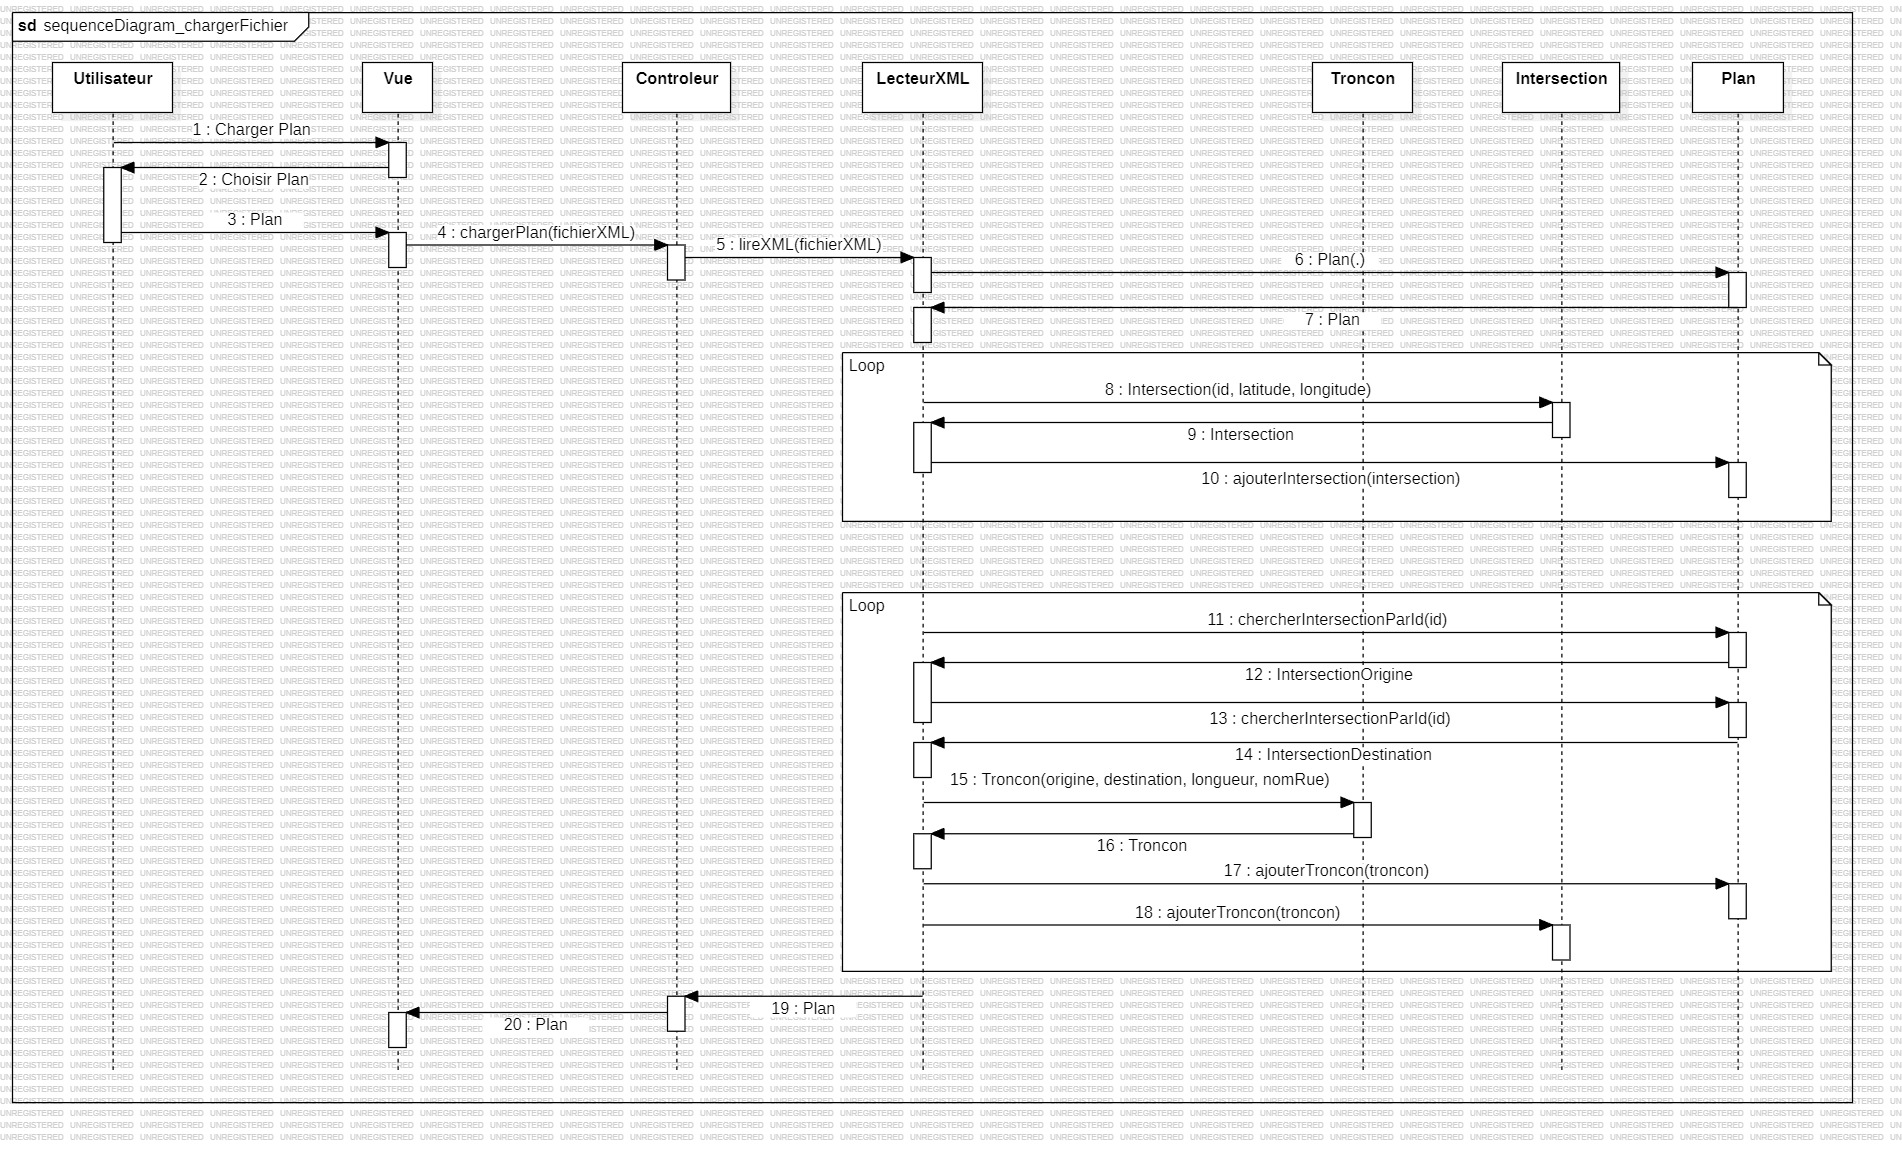 sd sequenceDiagram_chargerFichier
Utilisateur
Vue
Controleur
LecteurXML
Troncon
Intersection
Plan
1 : Charger Plan
2 : Choisir Plan
3 : Plan
4 : chargerPlan(fichierXML)
5 : lireXML(fichierXML)
6 : Plan(.)
7 : Plan
Loop
8 : Intersection(id, latitude, longitude)
9 : Intersection
10 : ajouterIntersection(intersection)
Loop
11 : chercherIntersectionParId(id)
12 : IntersectionOrigine
13 : chercherIntersectionParId(id)
14 : IntersectionDestination
15 : Troncon(origine, destination, longueur, nomRue)
16 : Troncon
17 : ajouterTroncon(troncon)
18 : ajouterTroncon(troncon)
19 : Plan
20 : Plan
UNREGISTERED